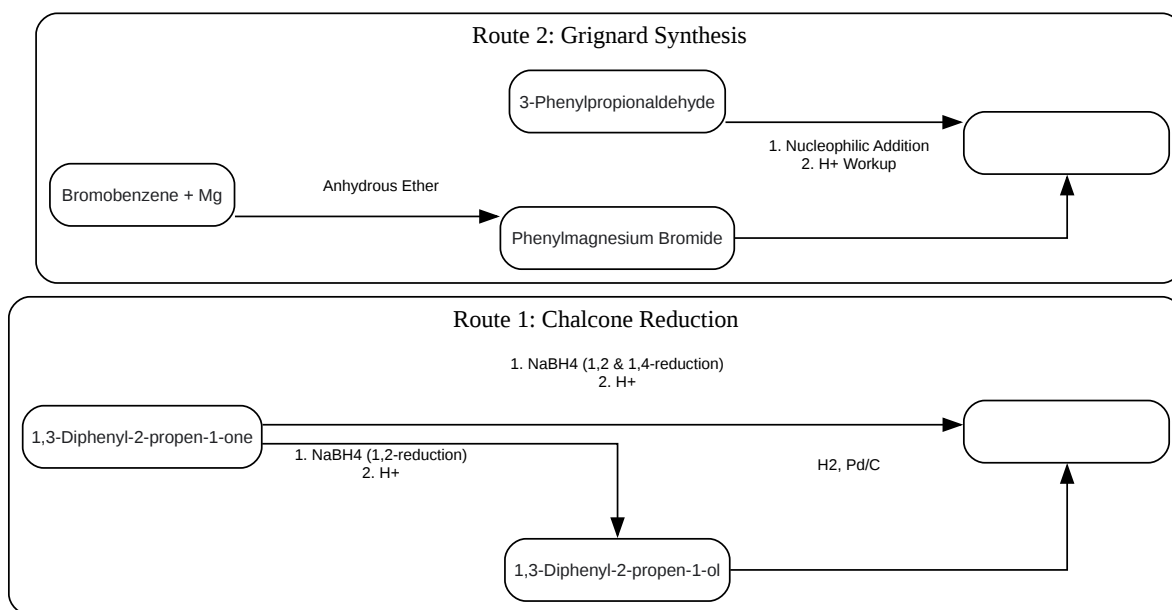 Route 2: Grignard Synthesis
3-Phenylpropionaldehyde
1. Nucleophilic Addition
2. H+ Workup
Bromobenzene + Mg
Anhydrous Ether
Phenylmagnesium Bromide
Route 1: Chalcone Reduction
1. NaBH4 (1,2 & 1,4-reduction)
2. H+
1,3-Diphenyl-2-propen-1-one
1. NaBH4 (1,2-reduction)
2. H+
H2, Pd/C
1,3-Diphenyl-2-propen-1-ol